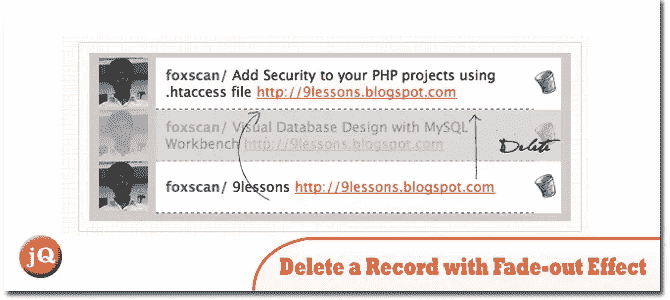 foxscan/ Add Security to your PHP projects using
.htaccess file http://9lessons.blogspot.com
foxscan/ Visual Database Design with MySQL
Workbench http://9lessons.blogspot.com
Delete
foxscan/ 9lessons http://9lessons.blogspot.com
jQ
Delete a Record with Fade-out Effect